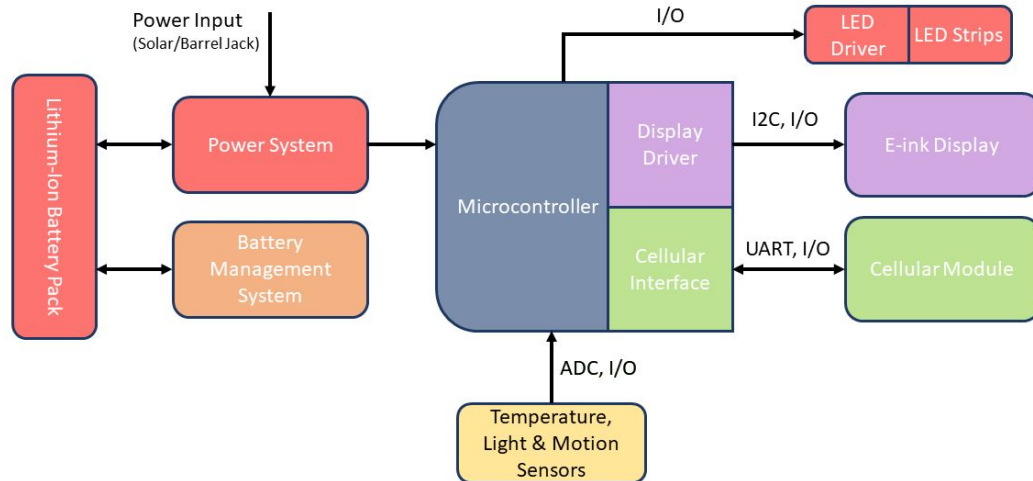 Power Input
(Solar/Barrel Jack)
I/O
LED
Driver
LED Strips
Lithium-Ion Battery Pack
Power System
Display
Driver
I2C, I/O
E-ink Display
Microcontroller
Battery
Management
System
Cellular
Interface
UART, I/O
Cellular Module
ADC, I/O
Temperature,
Light & Motion
Sensors